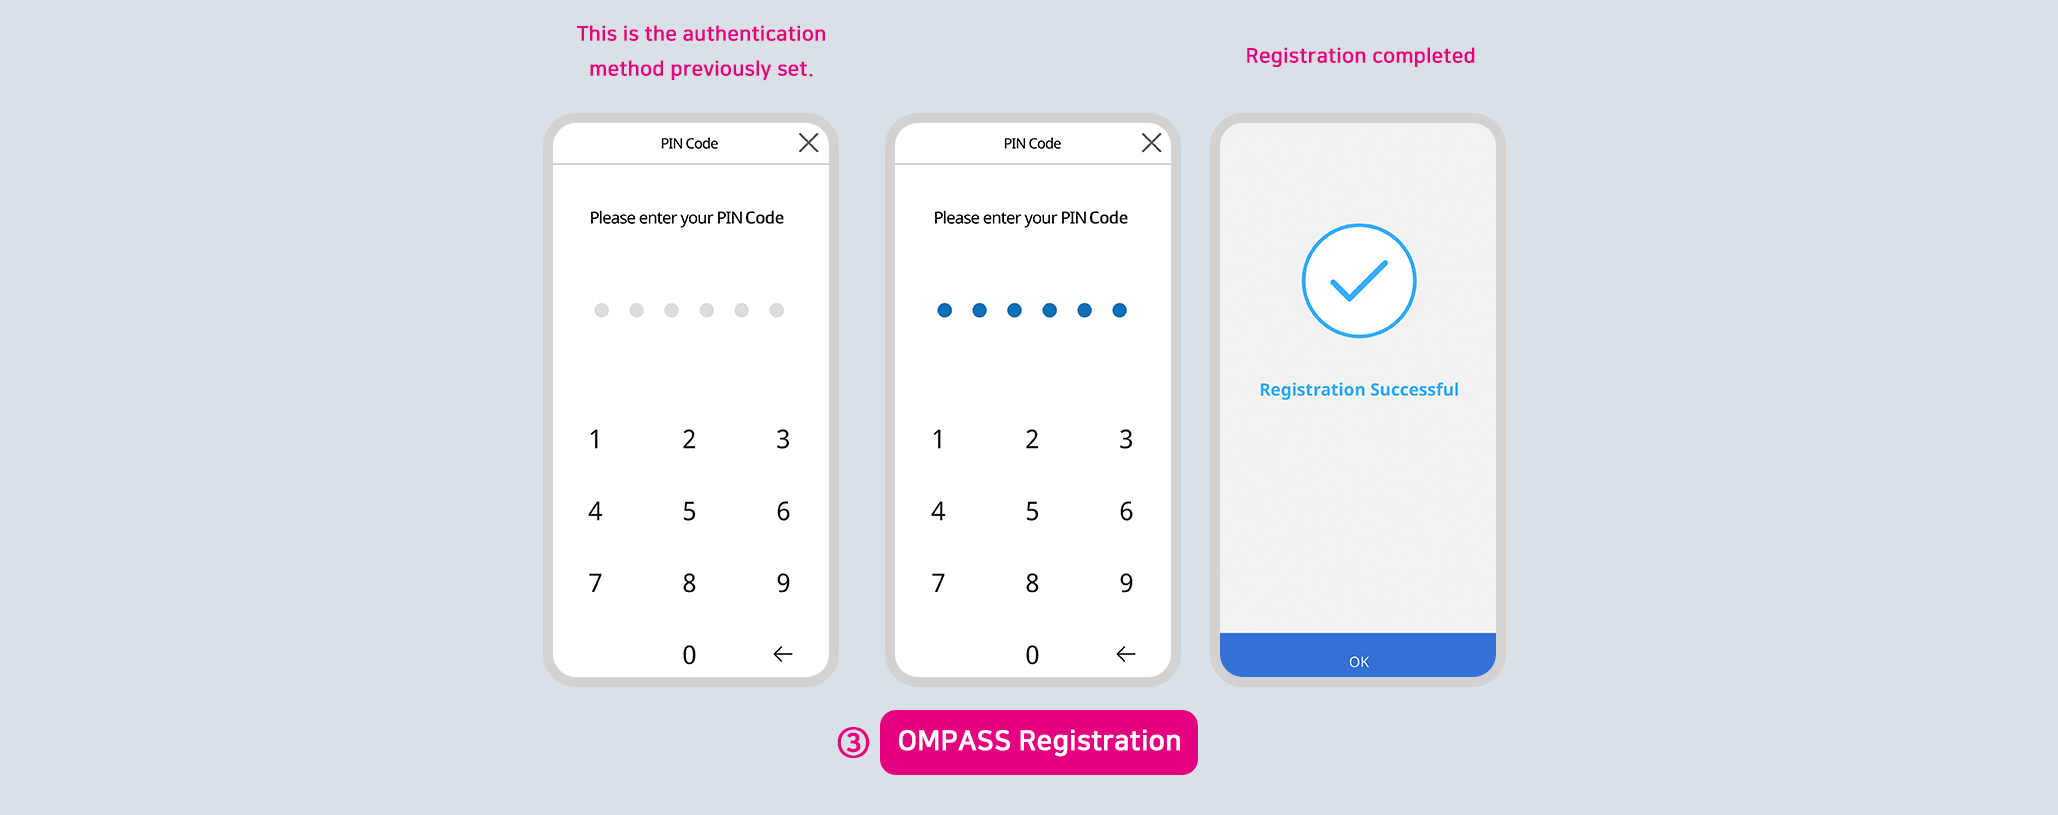 This is the authentication
method previously set.
Registration completed
PIN Code
Please enter your PIN Code
1 2 3
4 5 6
7 8 9
0 ←
PIN Code
Please enter your PIN Code
1 2 3
4 5 6
7 8 9
0 ←
Registration Successful
OK
③ OMPASS Registration